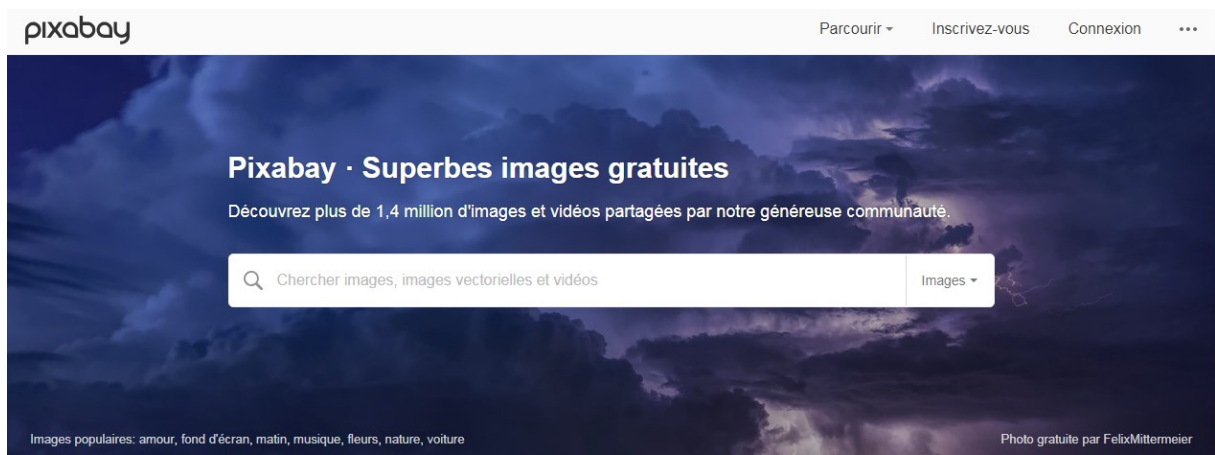 pixabay
Parcourir Inscrivez-vous Connexion ...
Pixabay · Superbes images gratuites
Découvrez plus de 1,4 million d'images et vidéos partagées par notre généreuse communauté.
Chercher images, images vectorielles et vidéos Images
Images populaires: amour, fond d'écran, matin, musique, fleurs, nature, voiture Photo gratuite par FelixMittermeier